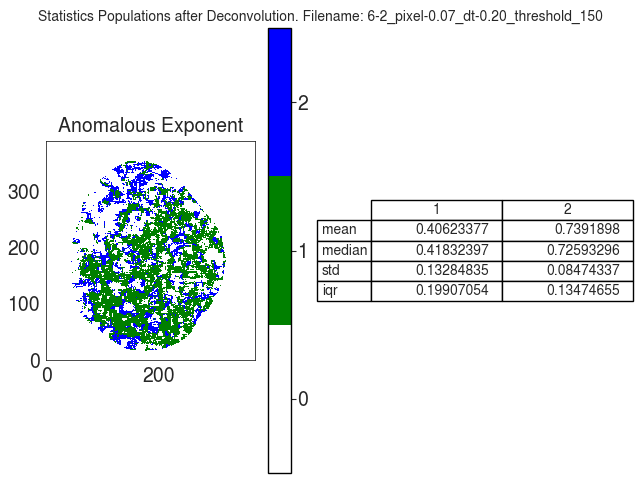 Statistics Populations after Deconvolution. Filename: 6-2_pixel-0.07_dt-0.20_threshold_150
Anomalous Exponent
300
200
100
0
0 200
2
1
0
1 2
mean 0.40623377 0.7391898
median 0.41832397 0.72593296
std 0.13284835 0.08474337
iqr 0.19907054 0.13474655